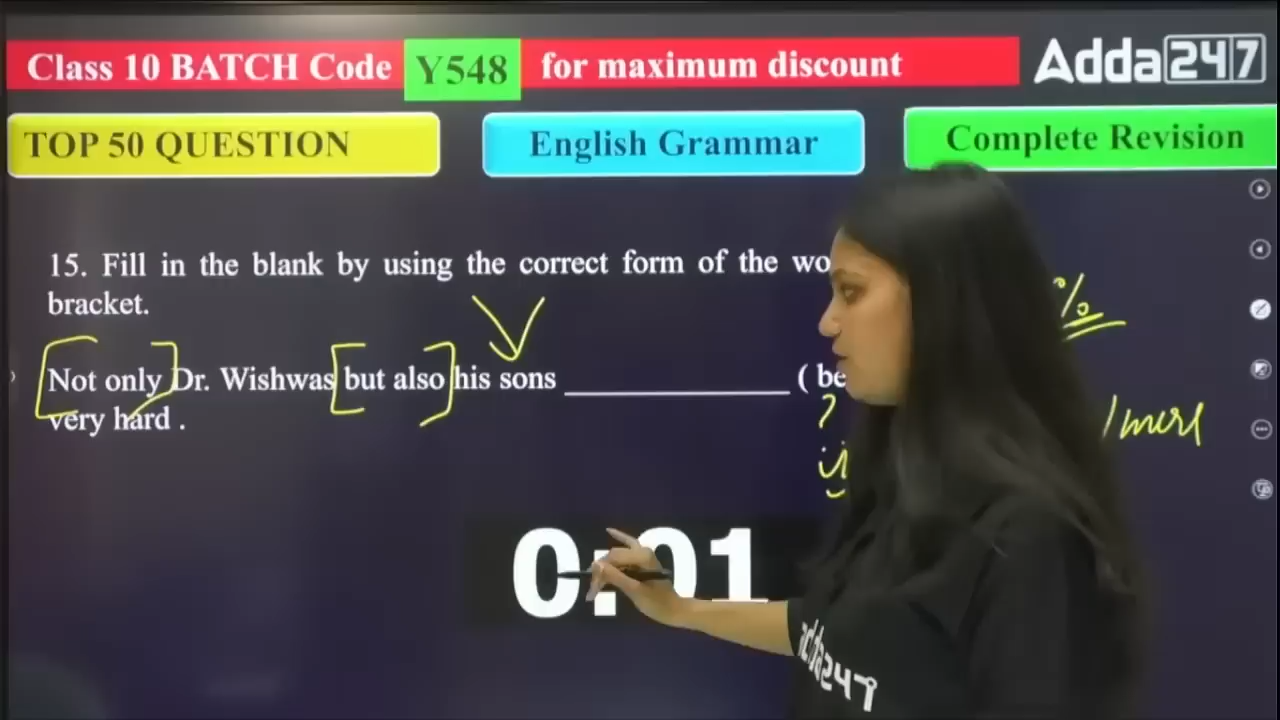 Class 10 BATCH Code Y548 for maximum discount
Adda247
TOP 50 QUESTION
English Grammar
Complete Revision
15. Fill in the blank by using the correct form of the
bracket.
Not only Dr. Wishwas but also his sons ____________ ( be
very hard .
0:01
adda247